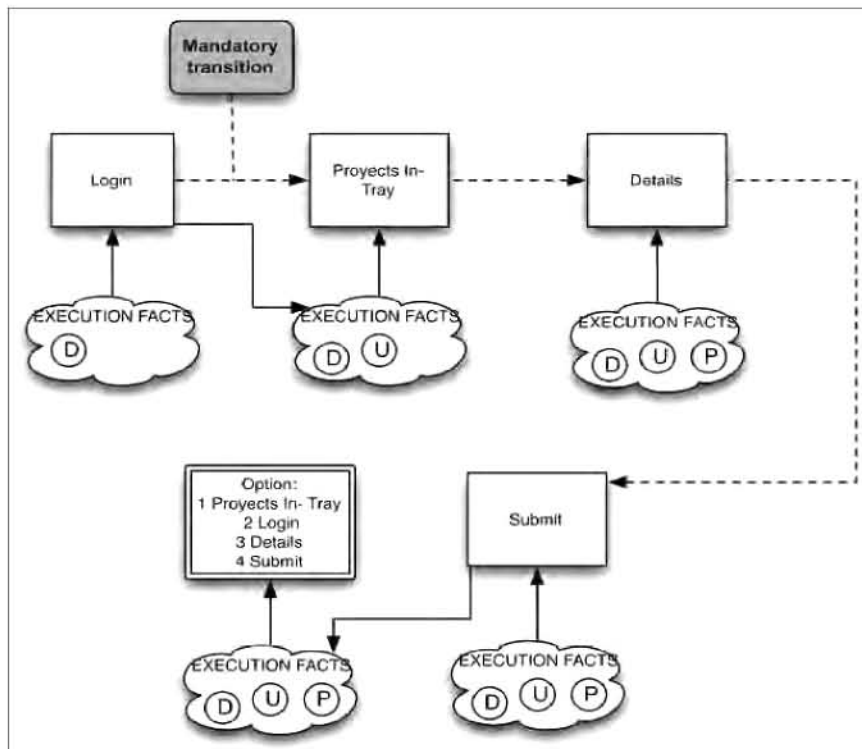 Mandatory
transition
Login
Proyects In-
Tray
Details
EXECUTION FACTS
D
EXECUTION FACTS
D U
EXECUTION FACTS
D U P
Option:
1 Proyects In- Tray
2 Login
3 Details
4 Submit
Submit
EXECUTION FACTS
D U P
EXECUTION FACTS
D U P